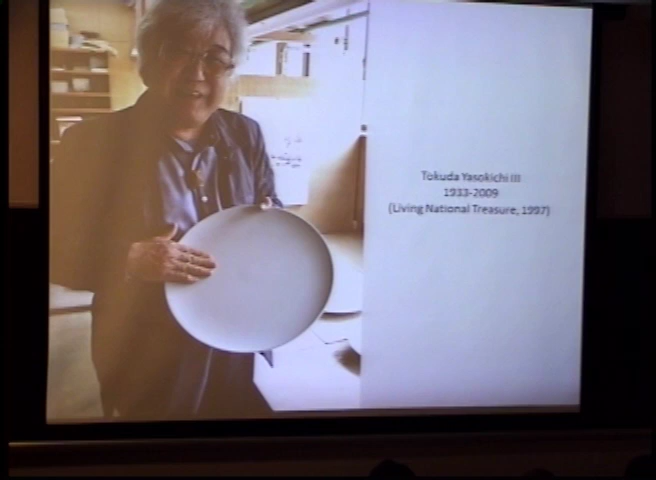 Tokuda Yasokichi III
1933-2009
(Living National Treasure, 1997)